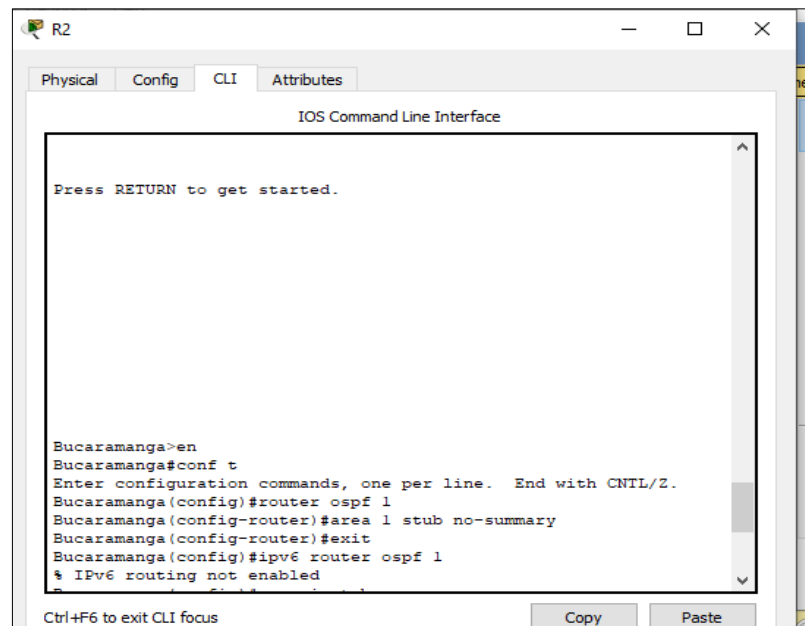 R2
Physical Config CLI Attributes
IOS Command Line Interface
Press RETURN to get started.
Bucaramanga>en
Bucaramanga#conf t
Enter configuration commands, one per line. End with CNTL/Z.
Bucaramanga(config)#router ospf 1
Bucaramanga(config-router)#area 1 stub no-summary
Bucaramanga(config-router)#exit
Bucaramanga(config)#ipv6 router ospf 1
% IPv6 routing not enabled
Ctrl+F6 to exit CLI focus
Copy Paste